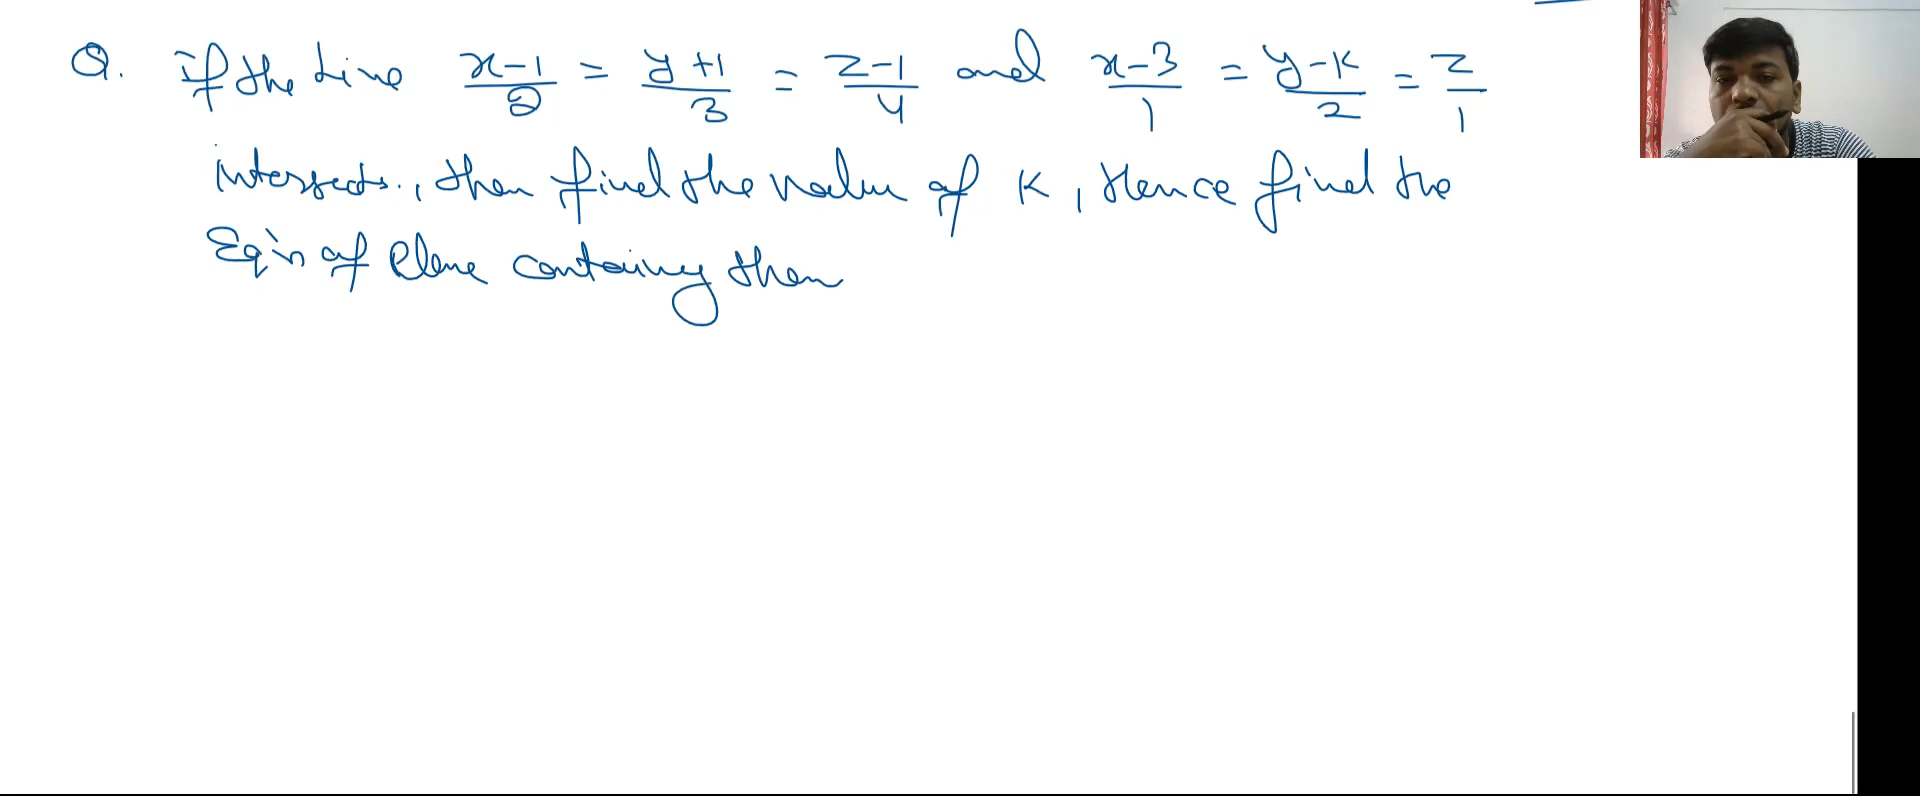 Q. if the Line x-1/2 = y+1/3 = z-1/4 and x-3/1 = y-K/2 = z/1
intersects., then find the value of K, Hence find the
Eq'n of Plane containing them